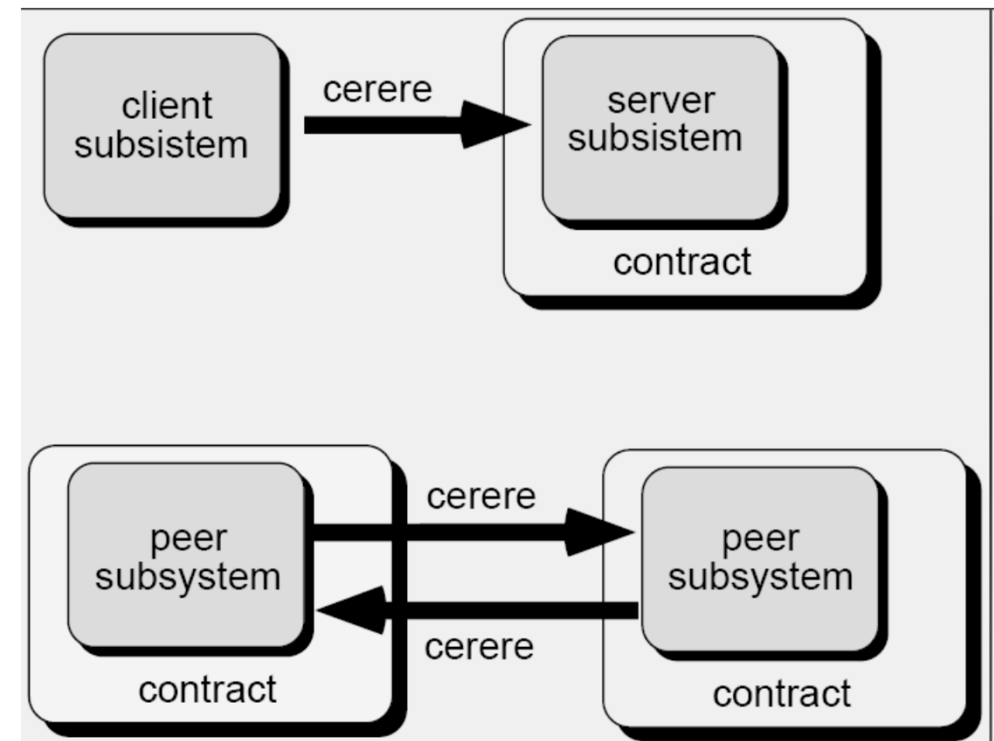 client
subsistem
cerere
server
subsistem
contract
peer
subsystem
contract
cerere
cerere
peer
subsystem
contract